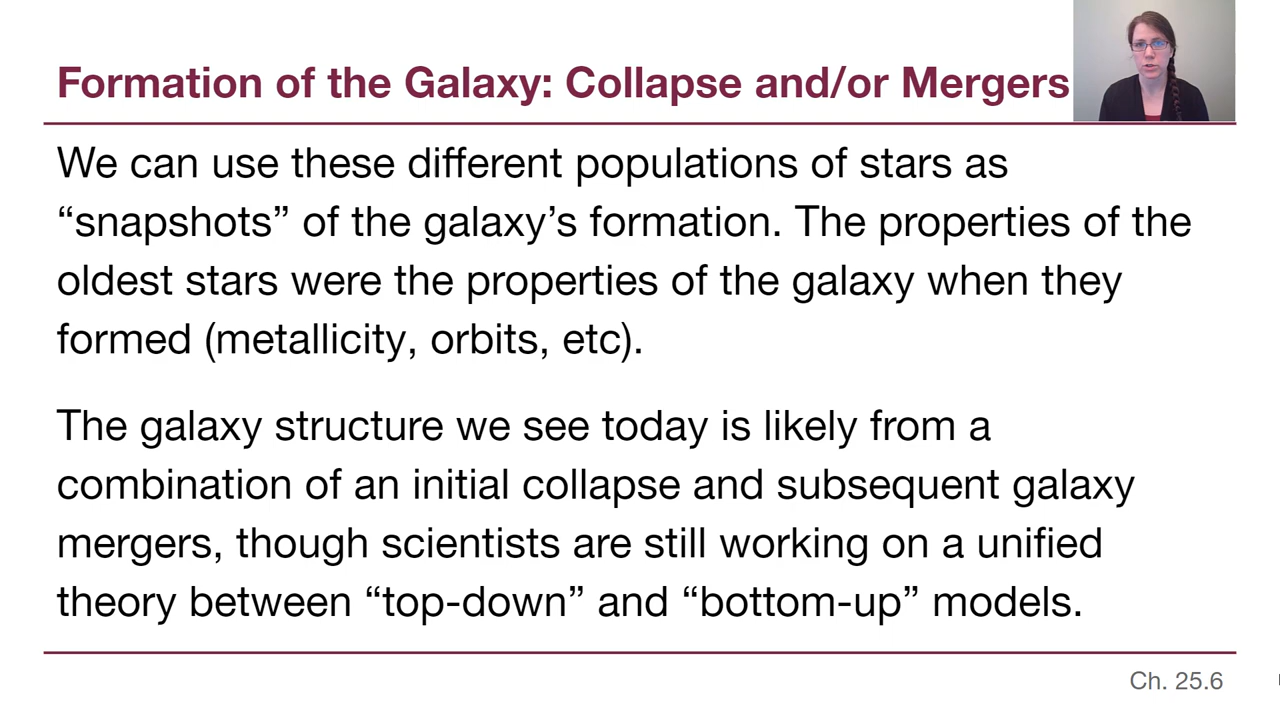 Formation of the Galaxy: Collapse and/or Mergers
We can use these different populations of stars as
“snapshots” of the galaxy’s formation. The properties of the
oldest stars were the properties of the galaxy when they
formed (metallicity, orbits, etc).
The galaxy structure we see today is likely from a
combination of an initial collapse and subsequent galaxy
mergers, though scientists are still working on a unified
theory between “top-down” and “bottom-up” models.
Ch. 25.6